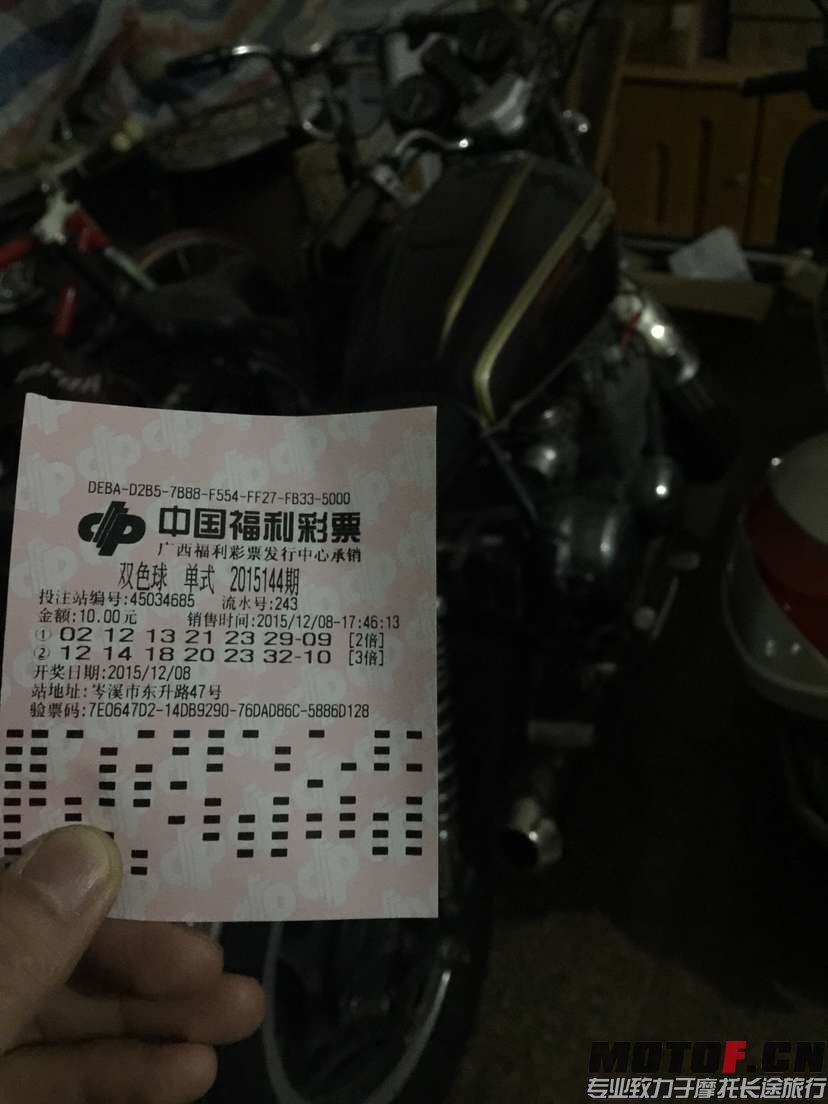 DEBA-D2B5-7B88-F554-FF27-FB33-5000
中国福利彩票
广西福利彩票发行中心承销
双色球 单式 2015144期
投注站编号:45034685 流水号:243
金额:10.00元 销售时间:2015/12/08-17:46:13
① 02 12 13 21 23 29-09 [2倍]
② 12 14 18 20 23 32-10 [3倍]
开奖日期:2015/12/08
站地址:岑溪市东升路47号
验票码:7E0647D2-14DB9290-76DAD86C-5886D128
MOTOF.CN
专业致力于摩托长途旅行